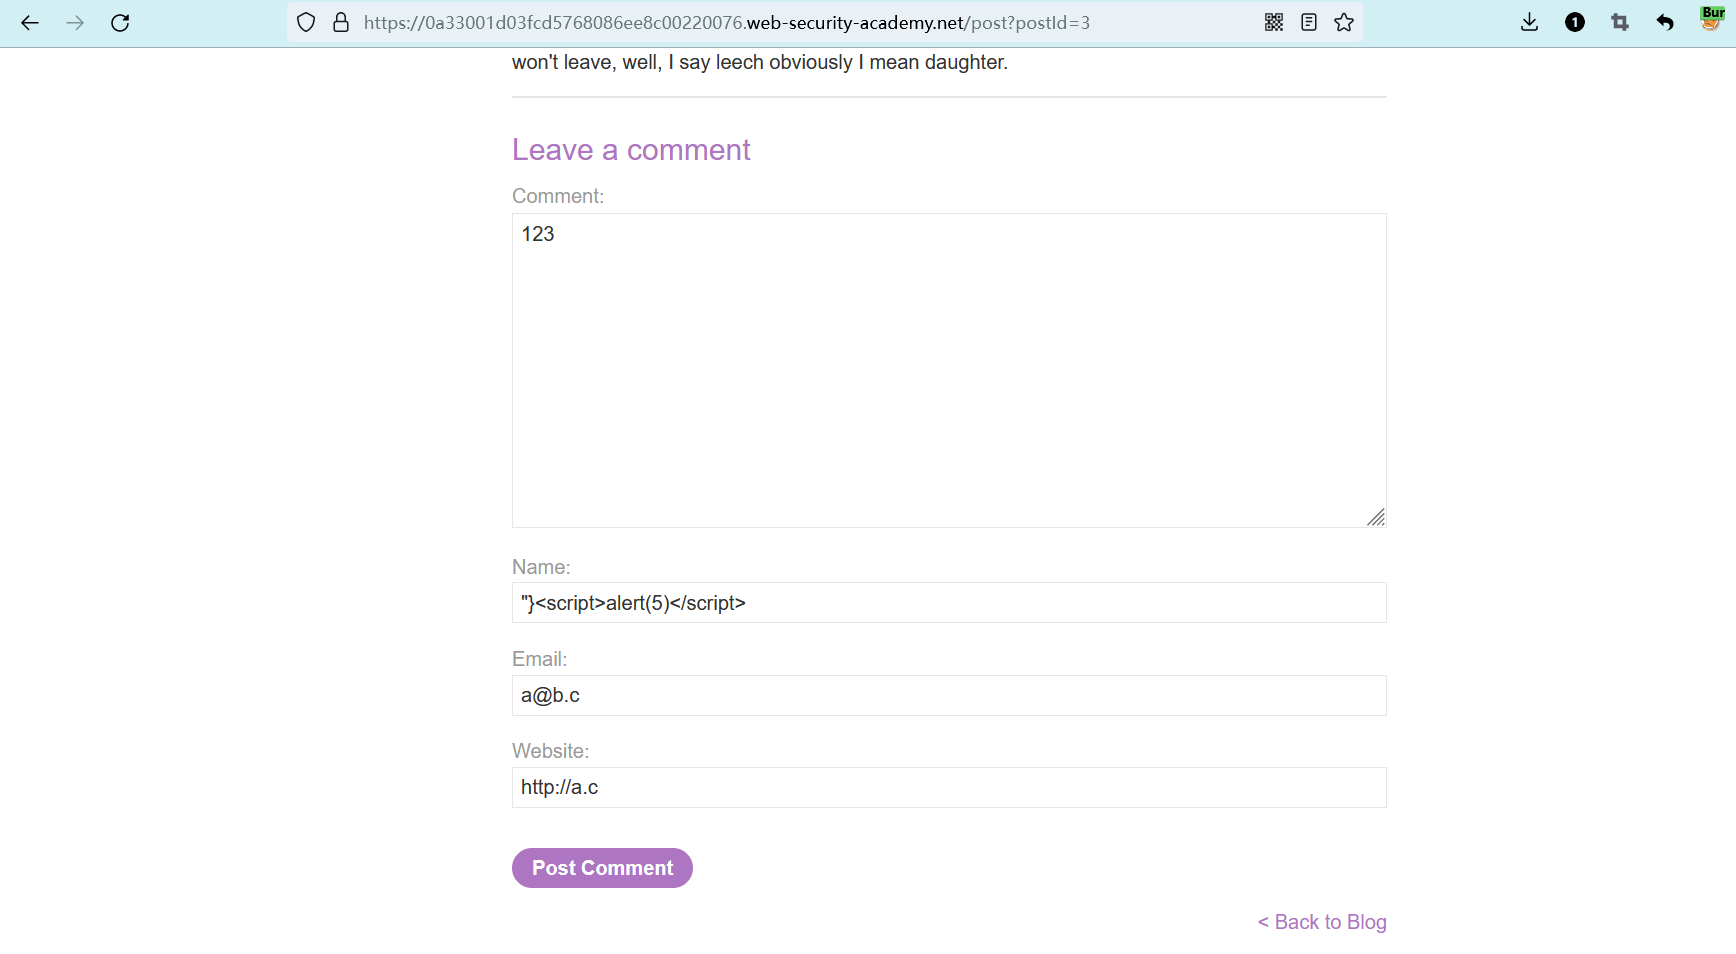 https://0a33001d03fcd5768086ee8c00220076.web-security-academy.net/post?postId=3
1
Bur
won't leave, well, I say leech obviously I mean daughter.
Leave a comment
Comment:
123
Name:
"}<script>alert(5)</script>
Email:
a@b.c
Website:
http://a.c
Post Comment
< Back to Blog